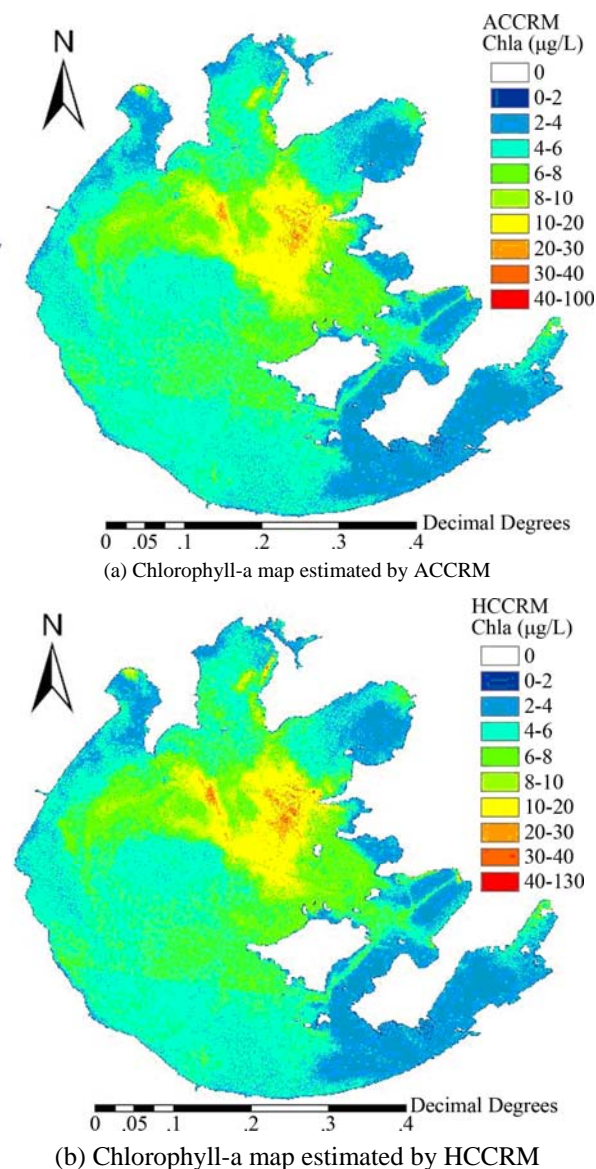 N
ACCRM
Chla (µg/L)
0
0-2
2-4
4-6
6-8
8-10
10-20
20-30
30-40
40-100
Decimal Degrees
0 .05 .1 .2 .3 .4
(a) Chlorophyll-a map estimated by ACCRM
N
HCCRM
Chla (µg/L)
0
0-2
2-4
4-6
6-8
8-10
10-20
20-30
30-40
40-130
Decimal Degrees
0 .05 .1 .2 .3 .4
(b) Chlorophyll-a map estimated by HCCRM